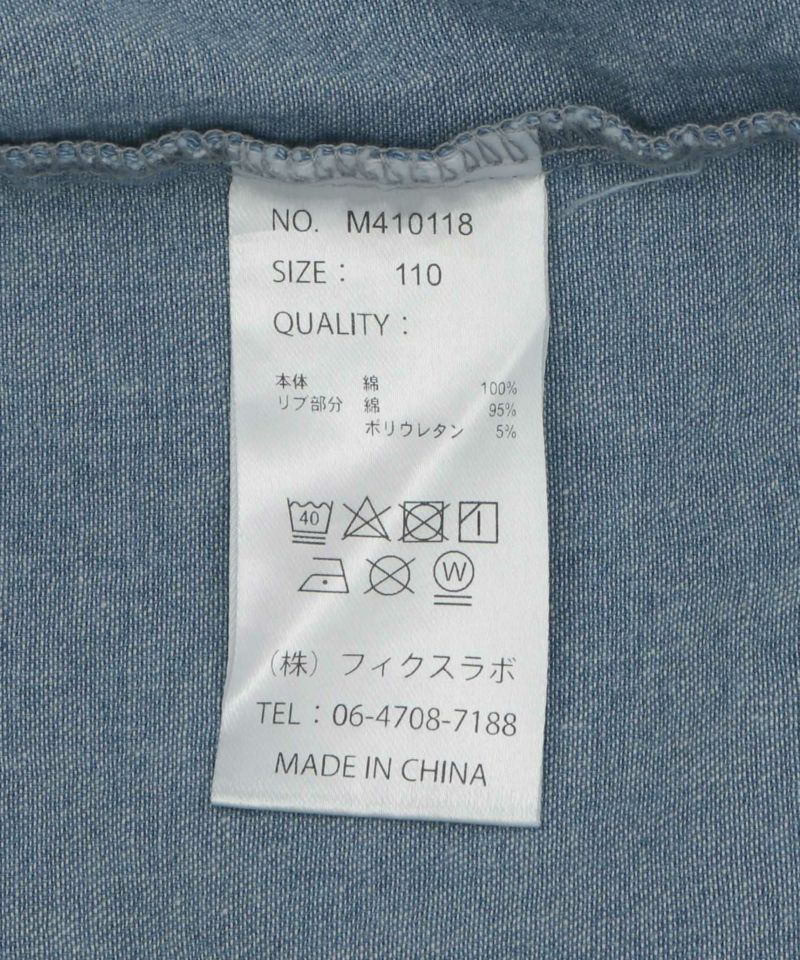 NO. M410118
SIZE： 110
QUALITY：
本体 綿 100%
リブ部分 綿 95%
ポリウレタン 5%
40
W
（株）フィクスラボ
TEL：06-4708-7188
MADE IN CHINA